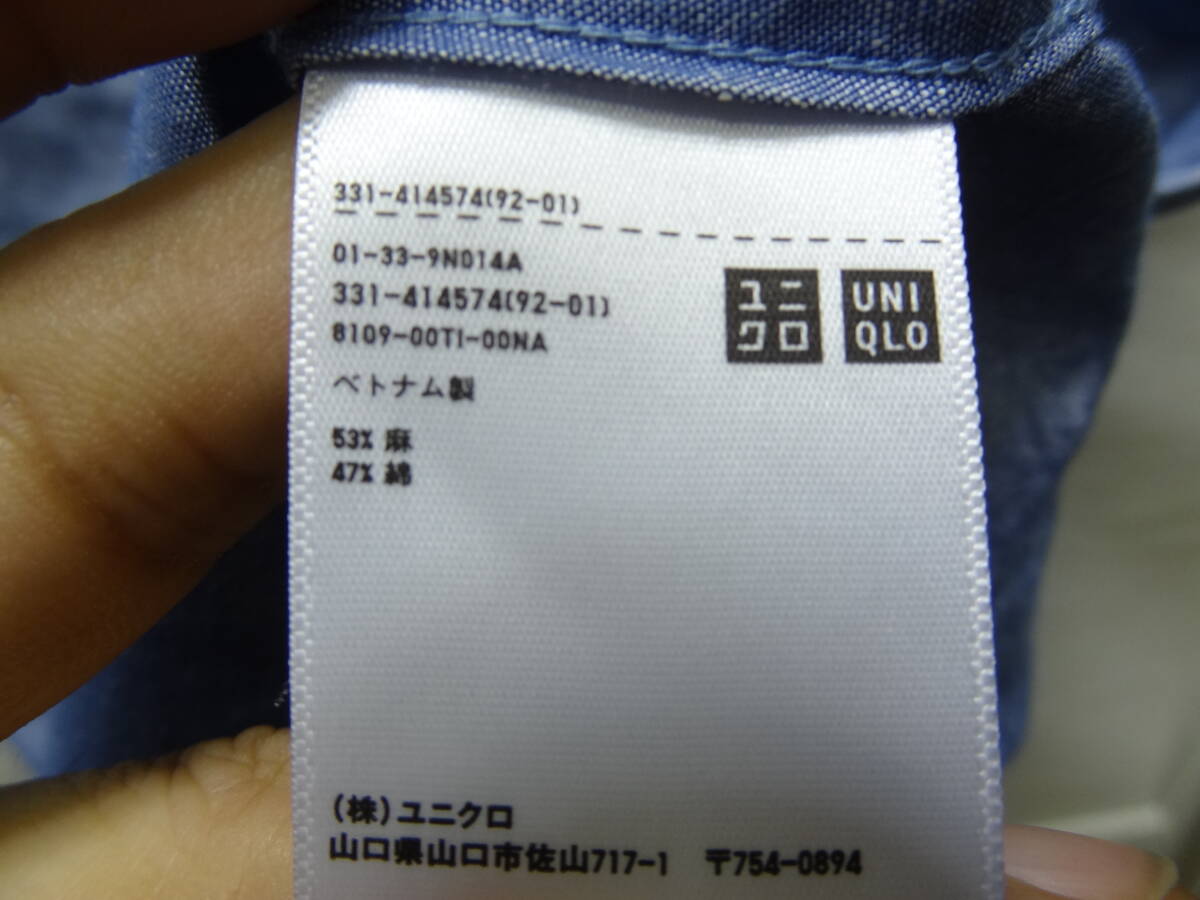 331-414574(92-01)
01-33-9N014A
331-414574(92-01)
8109-00TI-00NA
ユニ
クロ
UNI
QLO
ベトナム製
53% 麻
47% 綿
(株)ユニクロ
山口県山口市佐山717-1 〒754-0894